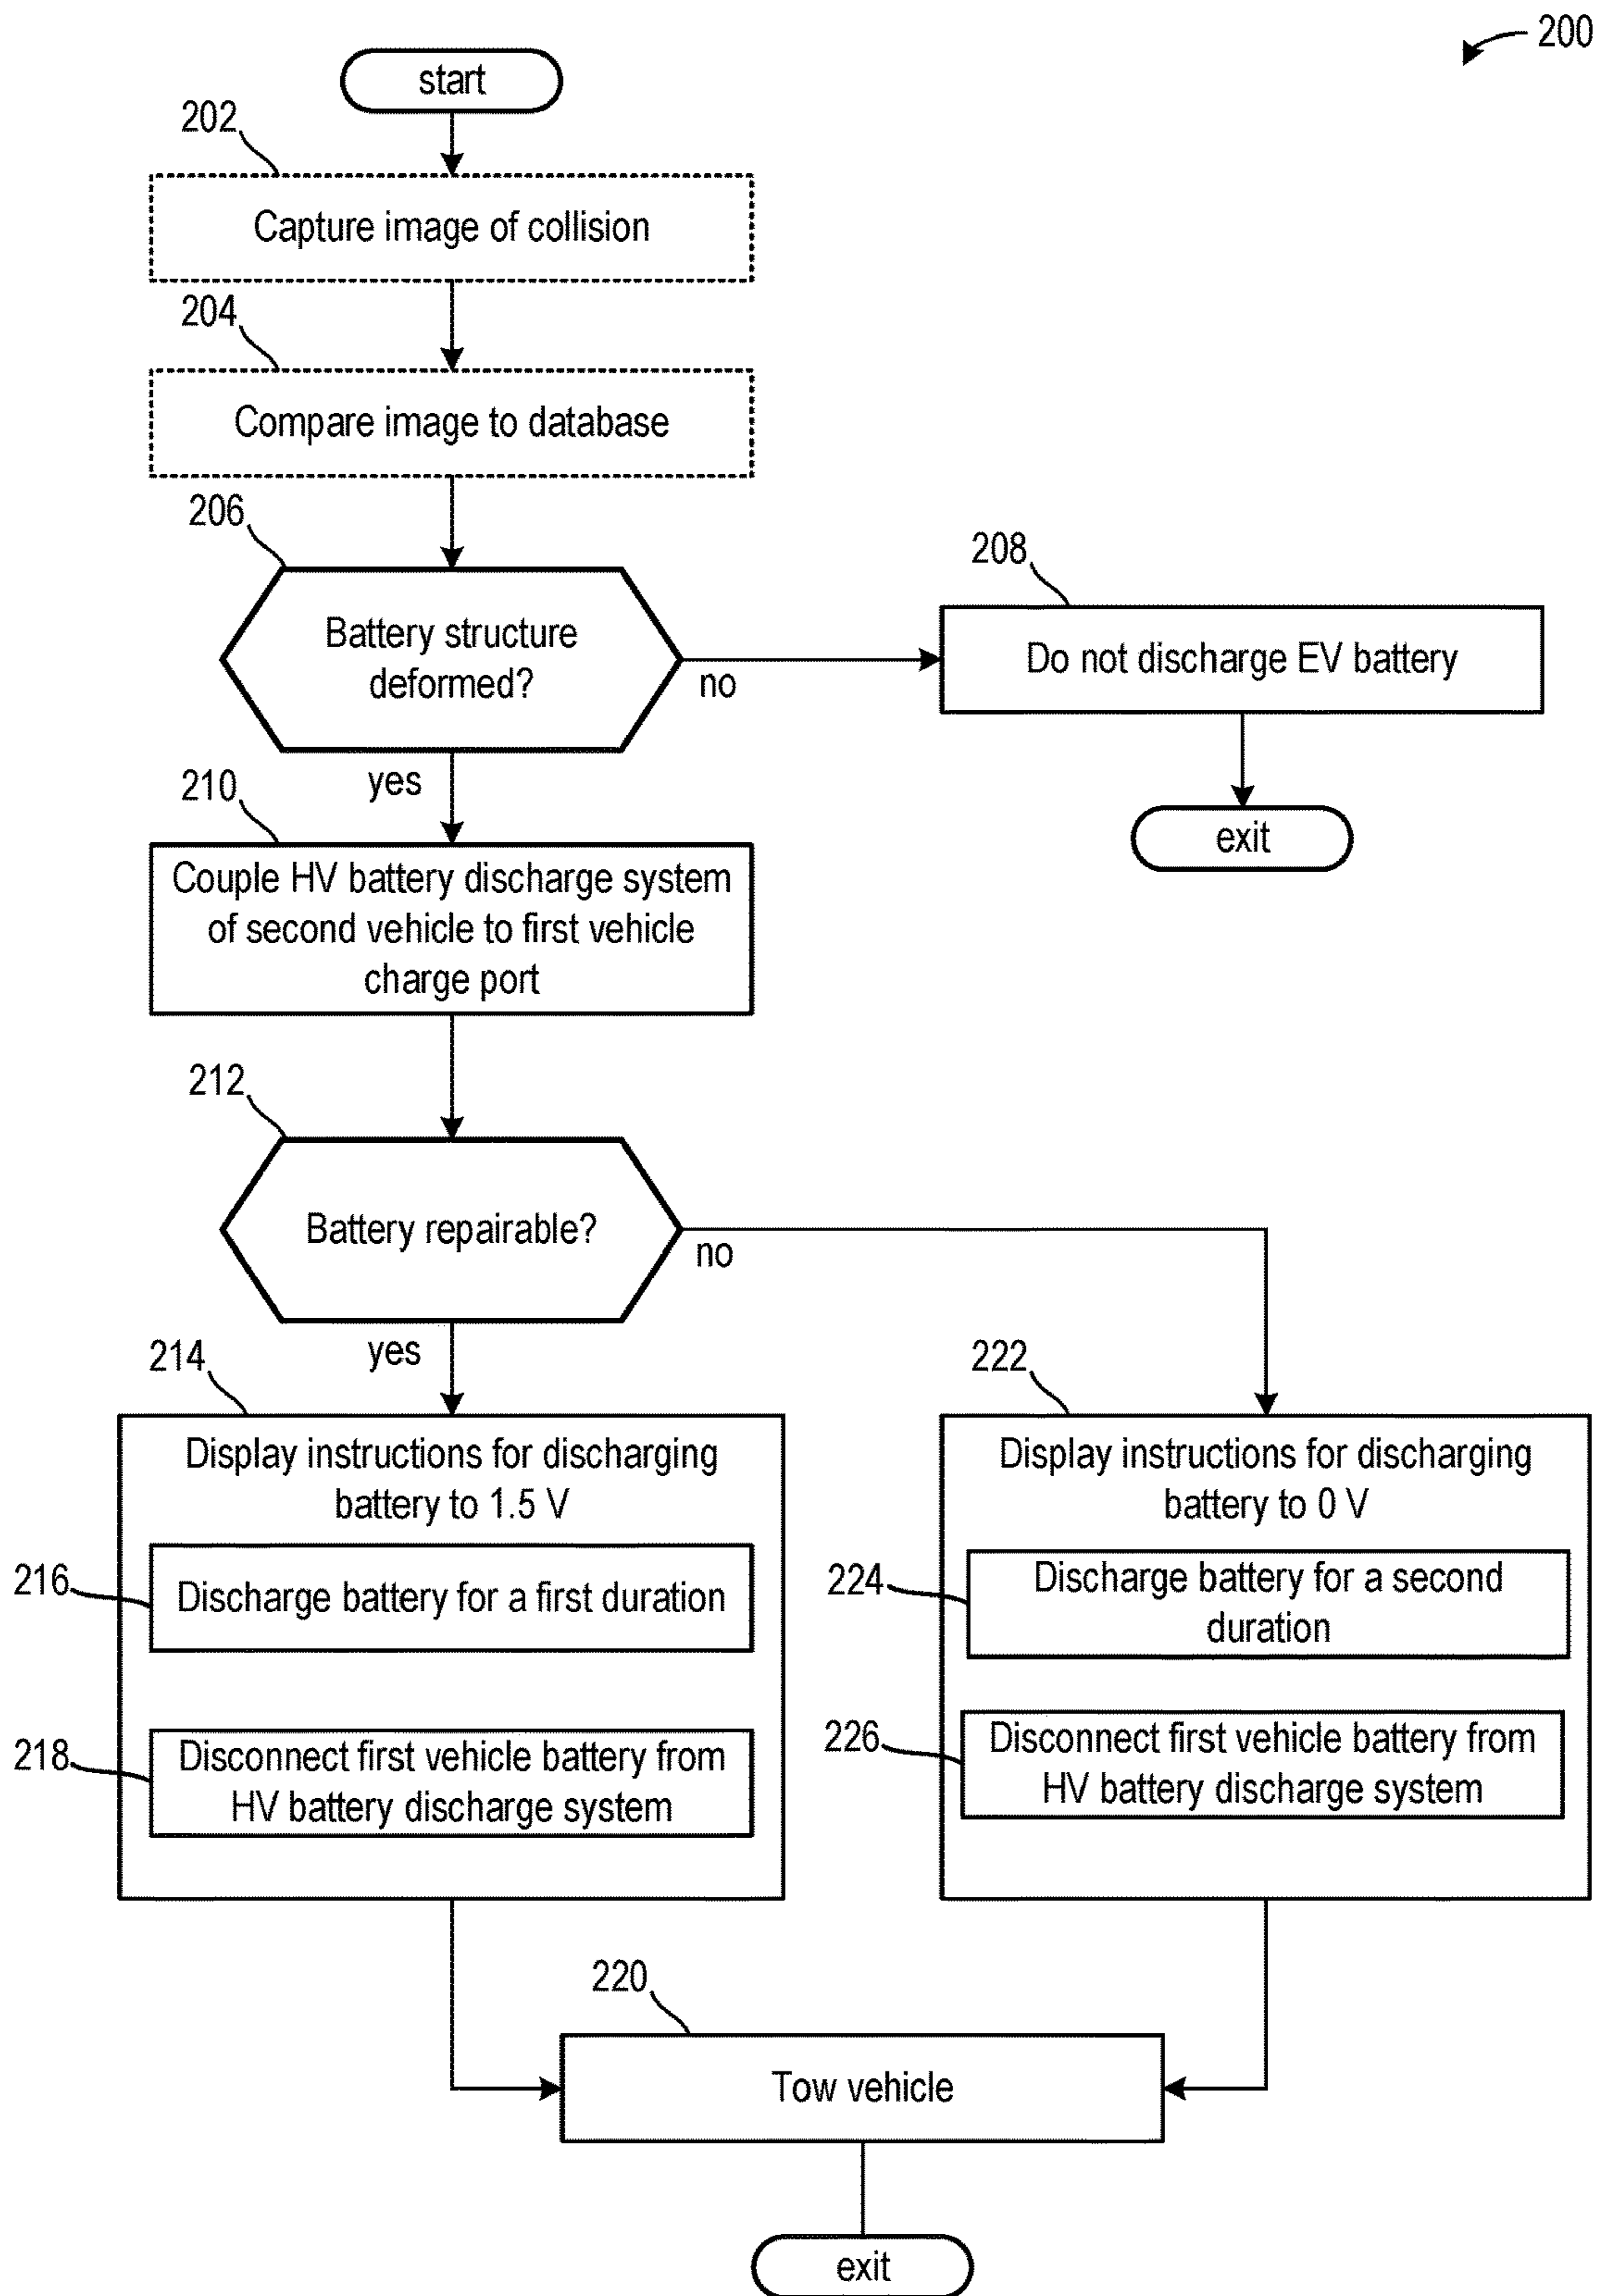 200
start
202
Capture image of collision
204
Compare image to database
206
Battery structure
deformed?
no
208
Do not discharge EV battery
exit
yes
210
Couple HV battery discharge system
of second vehicle to first vehicle
charge port
212
Battery repairable?
no
yes
214
Display instructions for discharging
battery to 1.5 V
216
Discharge battery for a first duration
218
Disconnect first vehicle battery from
HV battery discharge system
222
Display instructions for discharging
battery to 0 V
224
Discharge battery for a second
duration
226
Disconnect first vehicle battery from
HV battery discharge system
220
Tow vehicle
exit